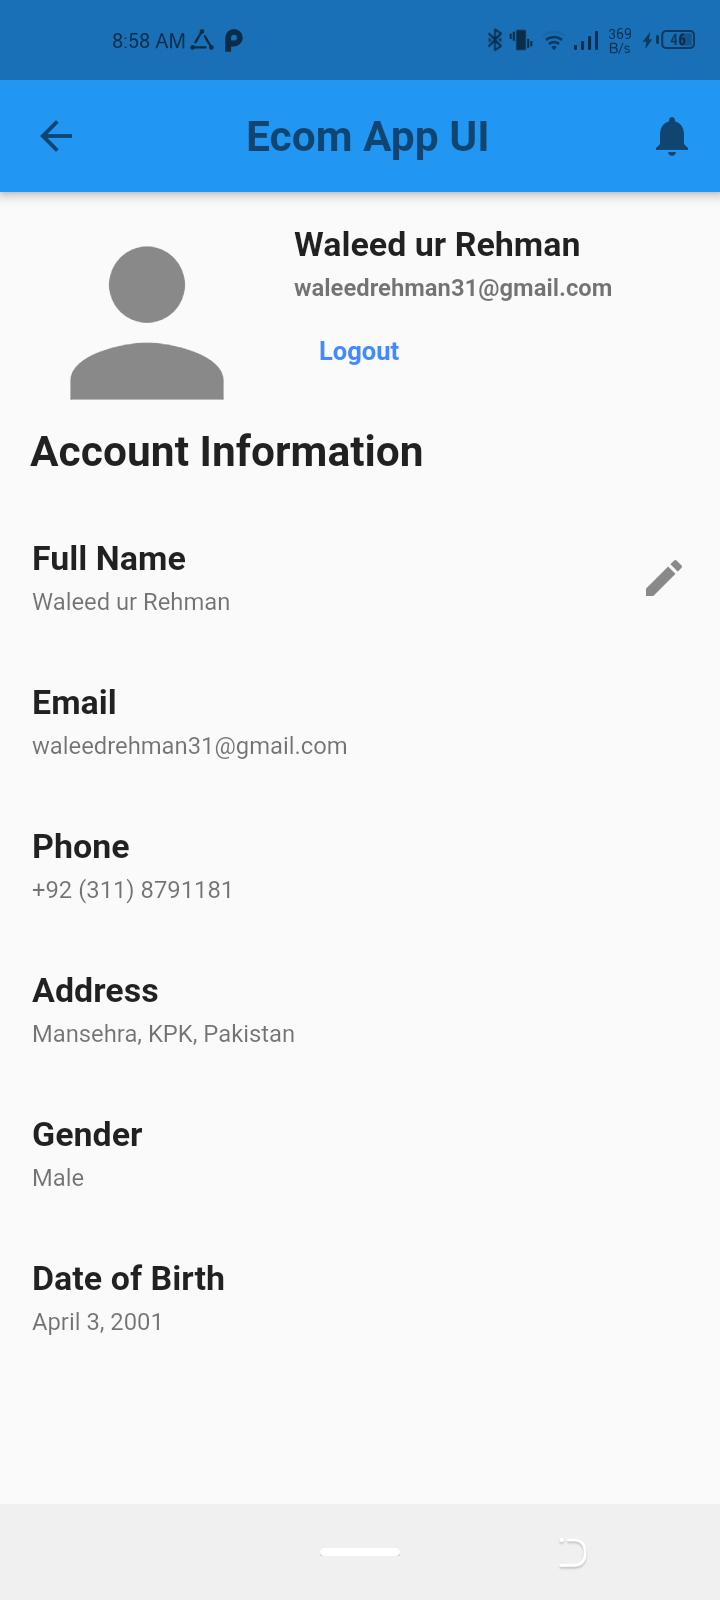 8:58 AM
369
B/s
46
Ecom App UI
Waleed ur Rehman
waleedrehman31@gmail.com
Logout
Account Information
Full Name
Waleed ur Rehman
Email
waleedrehman31@gmail.com
Phone
+92 (311) 8791181
Address
Mansehra, KPK, Pakistan
Gender
Male
Date of Birth
April 3, 2001